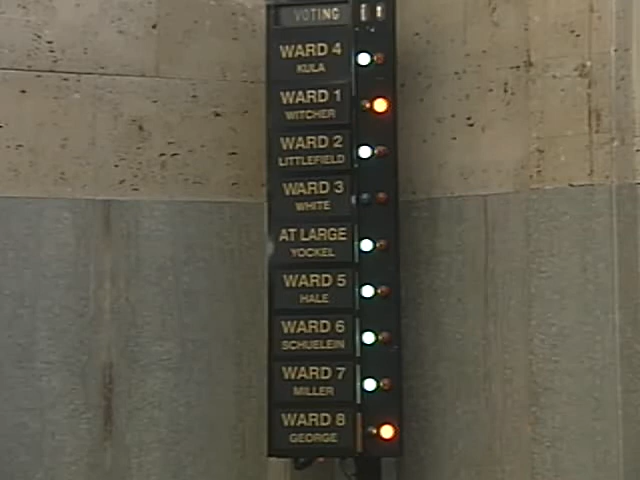 VOTING
WARD 4
KULA
WARD 1
WITCHER
WARD 2
LITTLEFIELD
WARD 3
WHITE
AT LARGE
YOCKEL
WARD 5
HALE
WARD 6
SCHUELEIN
WARD 7
MILLER
WARD 8
GEORGE